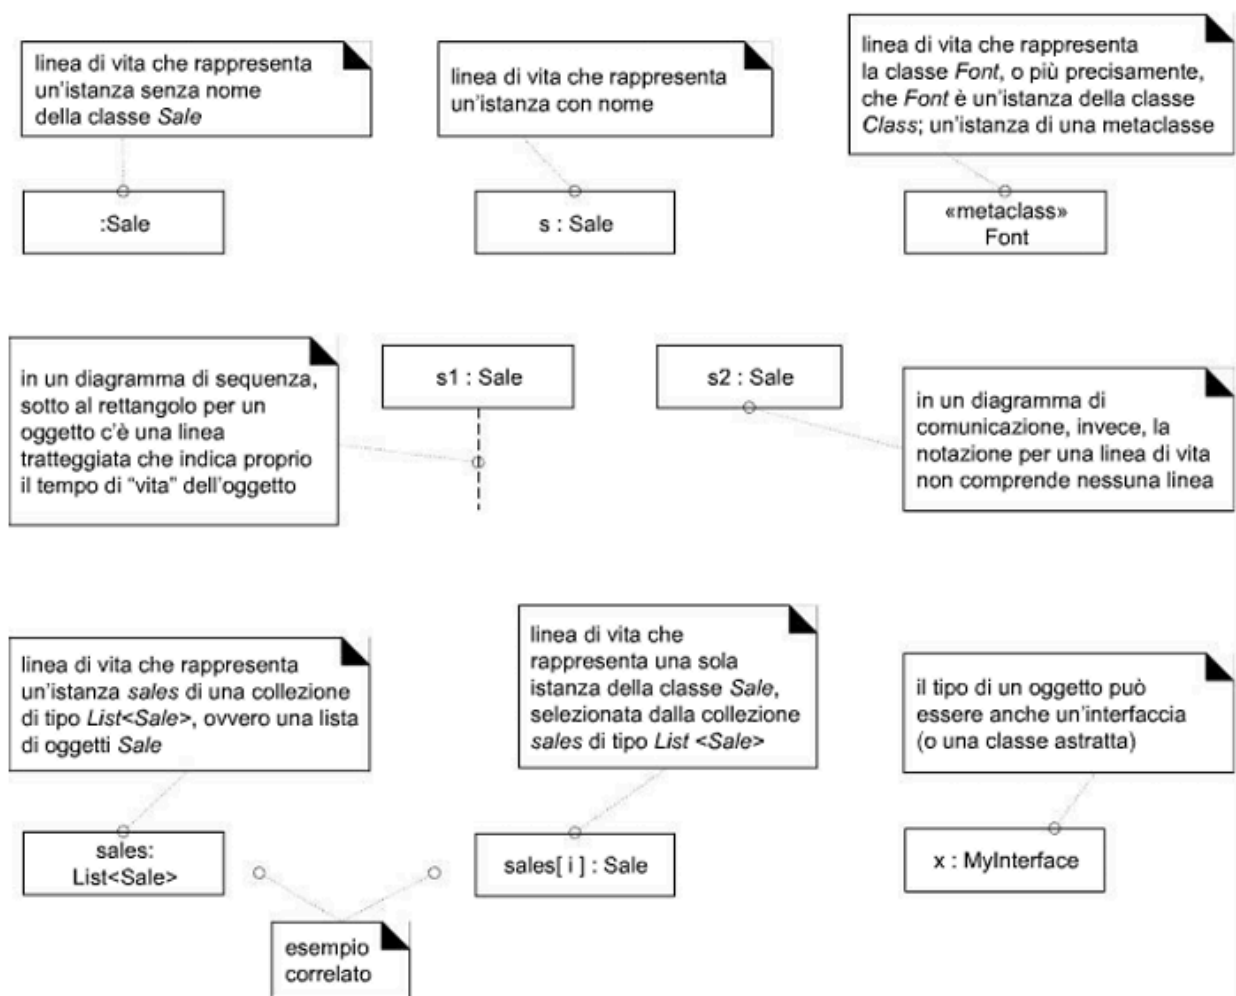 linea di vita che rappresenta
un'istanza senza nome
della classe Sale
linea di vita che rappresenta
un'istanza con nome
linea di vita che rappresenta
la classe Font, o più precisamente,
che Font è un'istanza della classe
Class; un'istanza di una metaclasse
:Sale
s : Sale
«metaclass»
Font
in un diagramma di sequenza,
sotto al rettangolo per un
oggetto c'è una linea
tratteggiata che indica proprio
il tempo di "vita" dell'oggetto
s1 : Sale
s2 : Sale
in un diagramma di
comunicazione, invece, la
notazione per una linea di vita
non comprende nessuna linea
linea di vita che rappresenta
un'istanza sales di una collezione
di tipo List<Sale>, ovvero una lista
di oggetti Sale
linea di vita che
rappresenta una sola
istanza della classe Sale,
selezionata dalla collezione
sales di tipo List <Sale>
il tipo di un oggetto può
essere anche un'interfaccia
(o una classe astratta)
sales:
List<Sale>
sales[ i ] : Sale
x : MyInterface
esempio
correlato